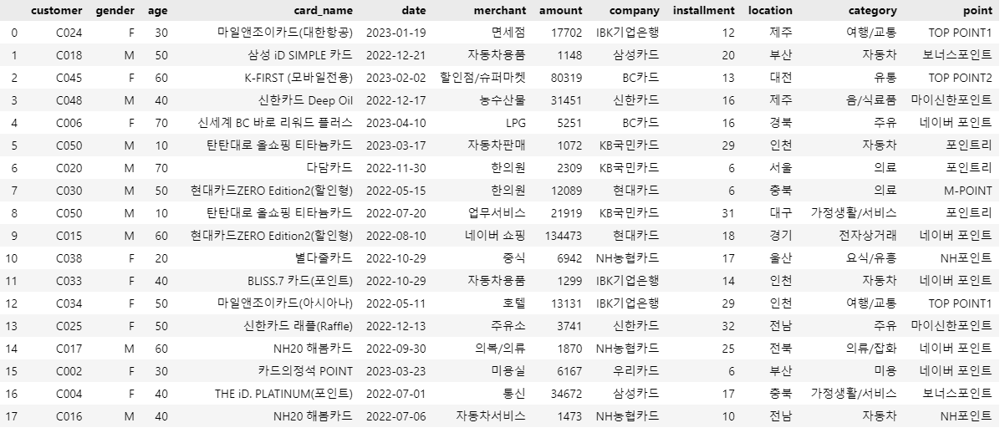 customer gender age card_name date merchant amount company installment location category point
0 C024 F 30 마일앤조이카드(대한항공) 2023-01-19 면세점 17702 IBK기업은행 12 제주 여행/교통 TOP POINT1
1 C018 M 50 삼성 iD SIMPLE 카드 2022-12-21 자동차용품 1148 삼성카드 20 부산 자동차 보너스포인트
2 C045 F 60 K-FIRST (모바일전용) 2023-02-02 할인점/슈퍼마켓 80319 BC카드 13 대전 유통 TOP POINT2
3 C048 M 40 신한카드 Deep Oil 2022-12-17 농수산물 31451 신한카드 16 제주 음/식료품 마이신한포인트
4 C006 F 70 신세계 BC 바로 리워드 플러스 2023-04-10 LPG 5251 BC카드 16 경북 주유 네이버 포인트
5 C050 M 10 탄탄대로 올쇼핑 티타늄카드 2023-03-17 자동차판매 1072 KB국민카드 29 인천 자동차 포인트리
6 C020 M 70 다담카드 2022-11-30 한의원 2309 KB국민카드 6 서울 의료 포인트리
7 C030 M 50 현대카드ZERO Edition2(할인형) 2022-05-15 한의원 12089 현대카드 6 충북 의료 M-POINT
8 C050 M 10 탄탄대로 올쇼핑 티타늄카드 2022-07-20 업무서비스 21919 KB국민카드 31 대구 가정생활/서비스 포인트리
9 C015 M 60 현대카드ZERO Edition2(할인형) 2022-08-10 네이버 쇼핑 134473 현대카드 18 경기 전자상거래 네이버 포인트
10 C038 F 20 별다줄카드 2022-10-29 중식 6942 NH농협카드 17 울산 요식/유흥 NH포인트
11 C033 F 40 BLISS.7 카드(포인트) 2022-10-29 자동차용품 1299 IBK기업은행 14 인천 자동차 네이버 포인트
12 C034 F 50 마일앤조이카드(아시아나) 2022-05-11 호텔 13131 IBK기업은행 29 인천 여행/교통 TOP POINT1
13 C025 F 50 신한카드 래플(Raffle) 2022-12-13 주유소 3741 신한카드 32 전남 주유 마이신한포인트
14 C017 M 60 NH20 해봄카드 2022-09-30 의복/의류 1870 NH농협카드 25 전북 의류/잡화 네이버 포인트
15 C002 F 30 카드의정석 POINT 2023-03-23 미용실 6167 우리카드 6 부산 미용 네이버 포인트
16 C004 F 40 THE iD. PLATINUM(포인트) 2022-07-01 통신 34672 삼성카드 17 충북 가정생활/서비스 보너스포인트
17 C016 M 40 NH20 해봄카드 2022-07-06 자동차서비스 1473 NH농협카드 10 전남 자동차 NH포인트